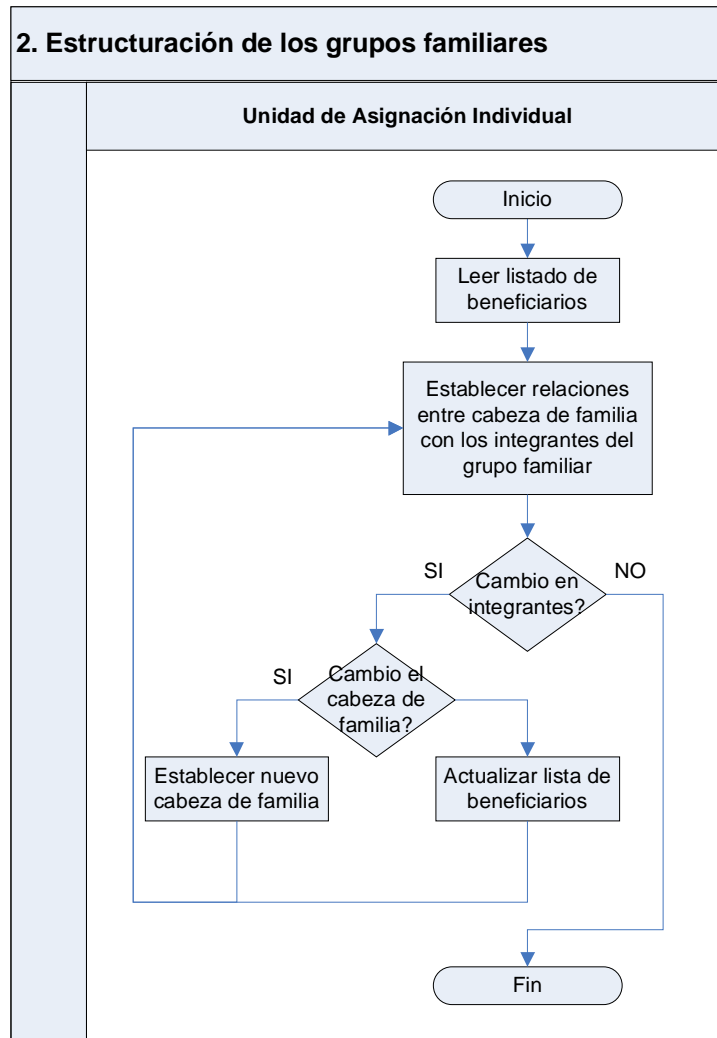 2. Estructuración de los grupos familiares
Unidad de Asignación Individual
Inicio
Leer listado de
beneficiarios
Establecer relaciones
entre cabeza de familia
con los integrantes del
grupo familiar
SI
Cambio en
integrantes?
NO
SI
Cambio el
cabeza de
familia?
Establecer nuevo
cabeza de familia
Actualizar lista de
beneficiarios
Fin